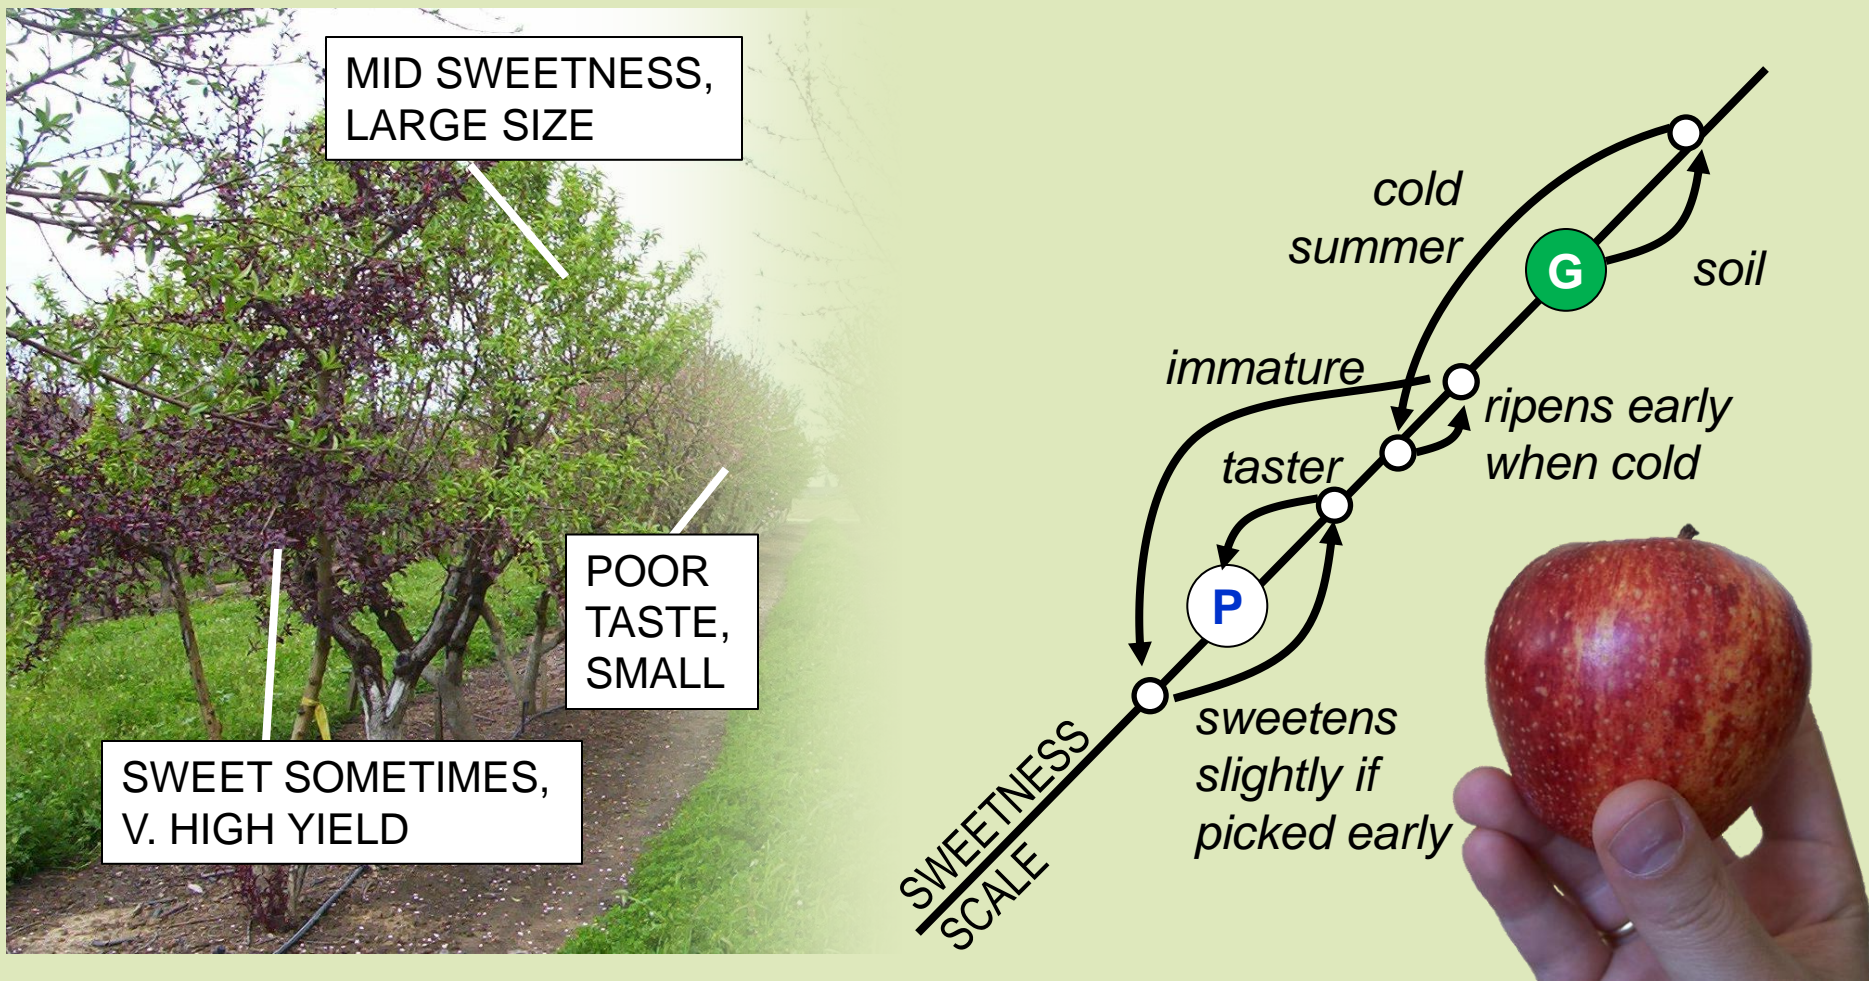 MID SWEETNESS,
LARGE SIZE
POOR
TASTE,
SMALL
SWEET SOMETIMES,
V. HIGH YIELD
cold
summer
G
soil
immature
ripens early
when cold
taster
P
sweetens
slightly if
picked early
SWEETNESS
SCALE